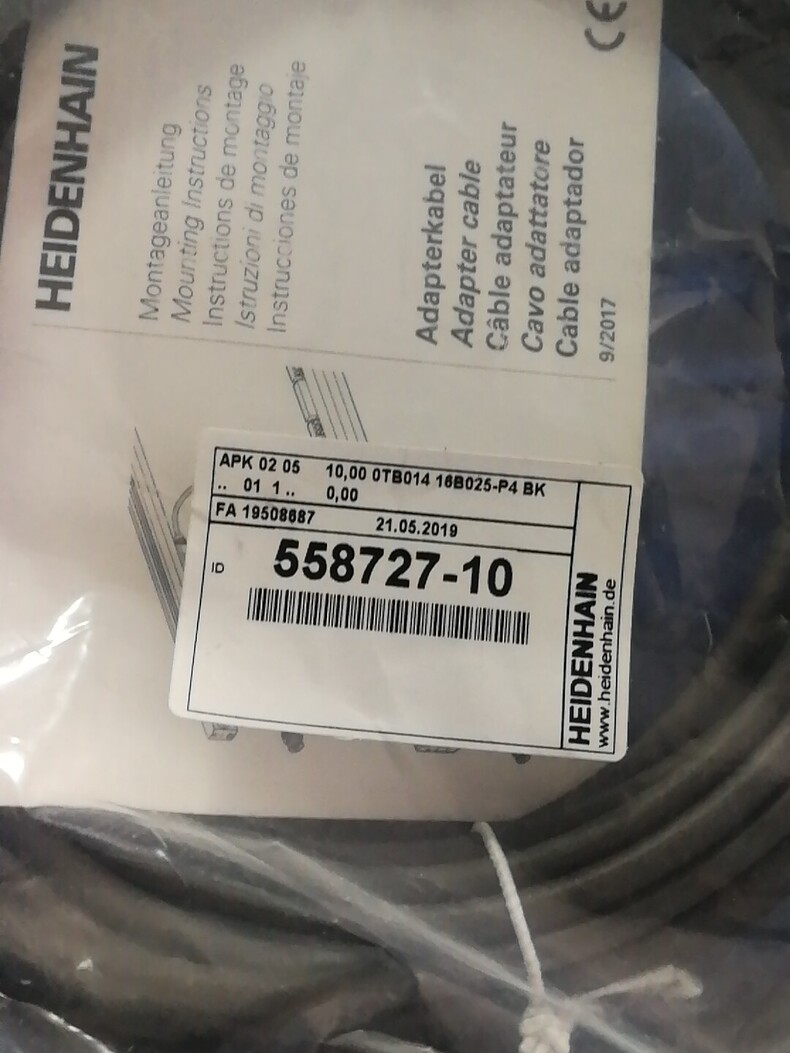 HEIDENHAIN
Montageanleitung
Mounting Instructions
Instructions de montage
Istruzioni di montaggio
Instrucciones de montaje
Adapterkabel
Adapter cable
Câble adaptateur
Cavo adattatore
Cable adaptador
9/2017
CE
APK 02 05 10,00 0TB014 16B025-P4 BK
.. 01 1 .. 0,00
FA 19508687 21.05.2019
ID 558727-10
HEIDENHAIN
www.heidenhain.de